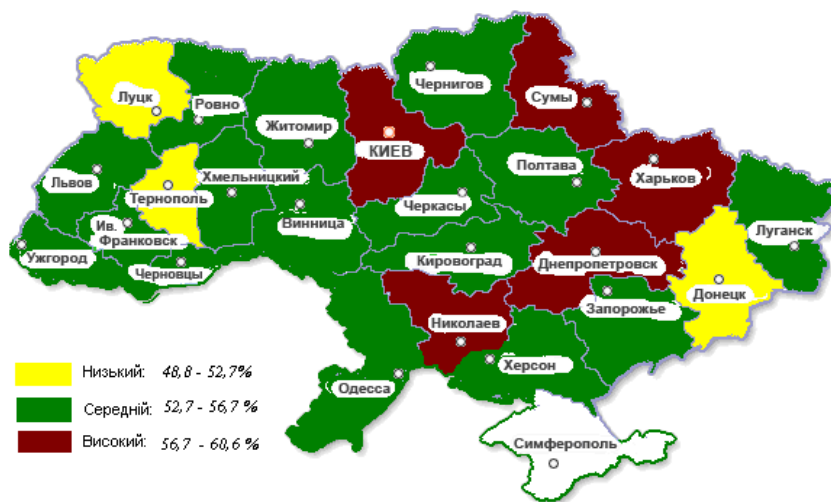 Чернигов
Луцк
Ровно
Сумы
Житомир
КИЕВ
Полтава
Харьков
Львов
Хмельницкий
Тернополь
Черкасы
Винница
Луганск
Ив.
Франковск
Ужгород
Черновцы
Кировоград
Днепропетровск
Донецк
Запорожье
Николаев
Херсон
Одесса
Низький: 48,8 - 52,7%
Середній: 52,7 - 56,7 %
Високий: 56,7 - 60,6 %
Симферополь